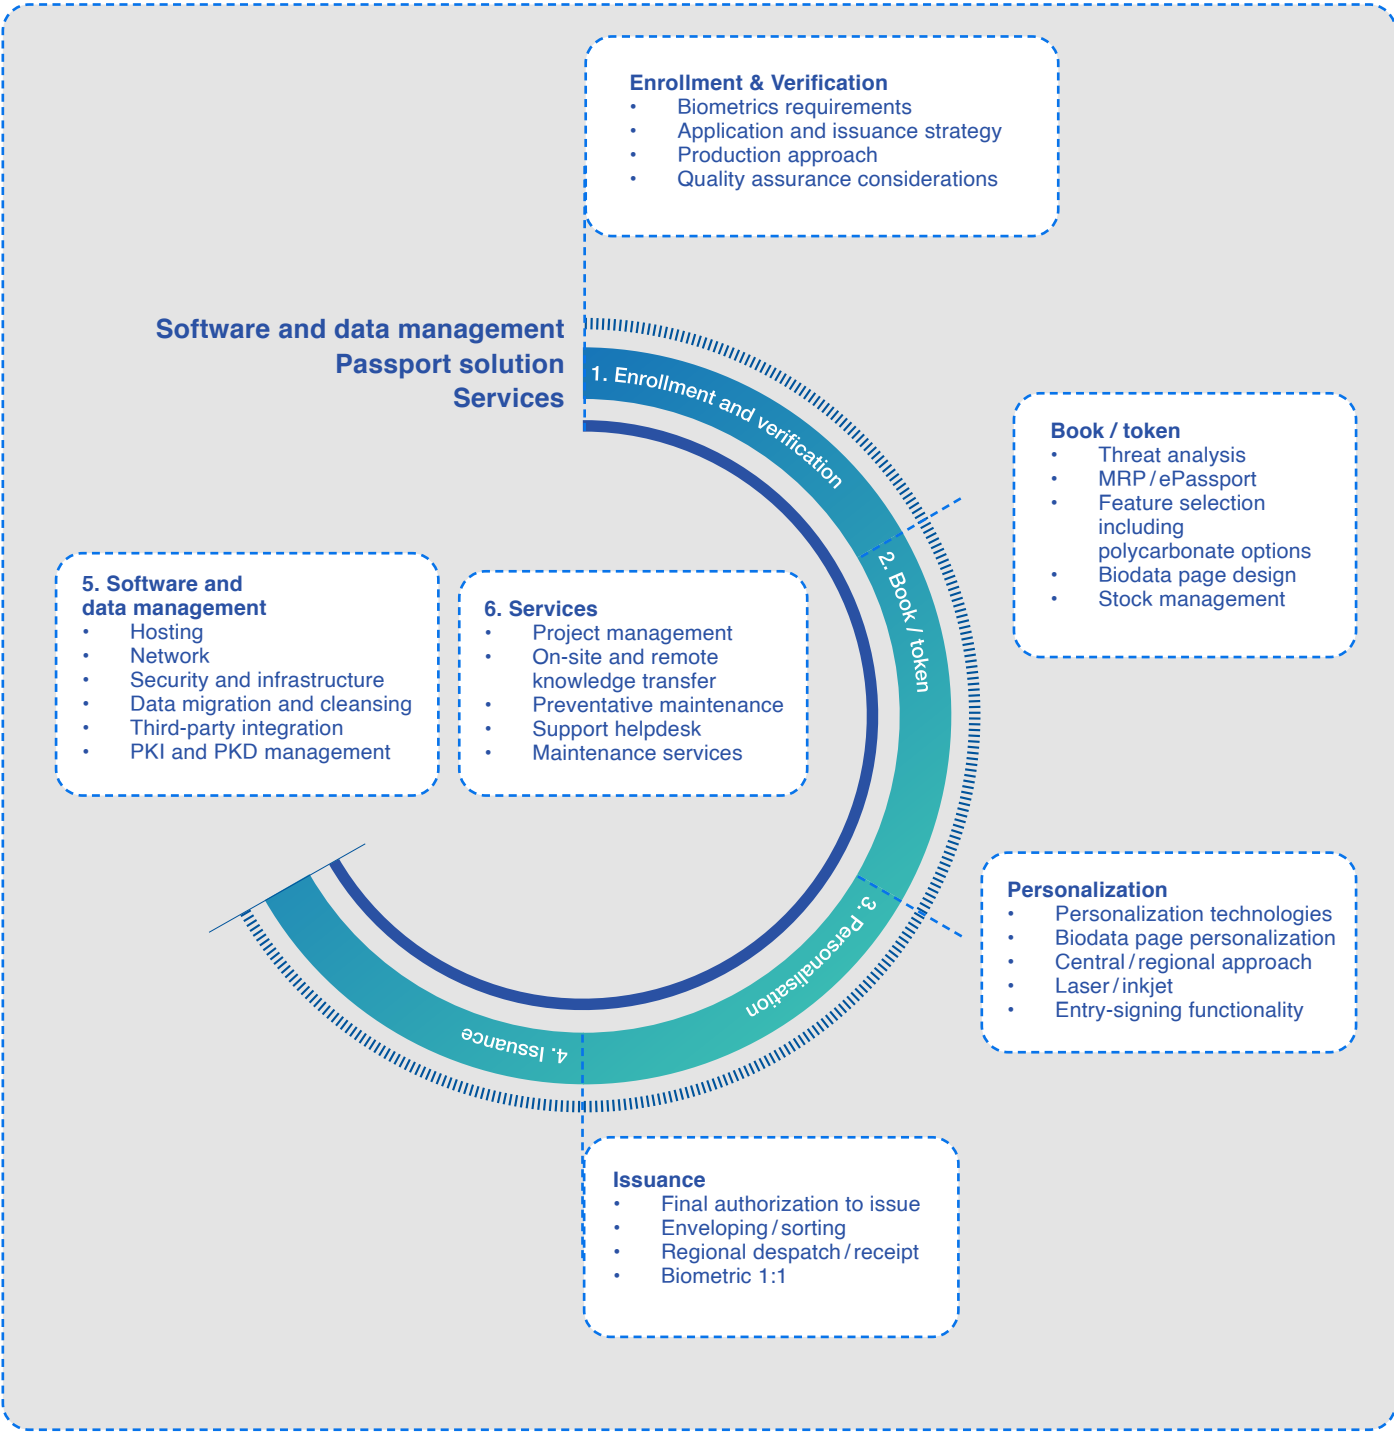 Enrollment & Verification
• Biometrics requirements
• Application and issuance strategy
• Production approach
• Quality assurance considerations
Software and data management
Passport solution
Services
1. Enrollment and verification
2. Book / token
3. Personalisation
4. Issuance
Book / token
• Threat analysis
• MRP / ePassport
• Feature selection
including
polycarbonate options
• Biodata page design
• Stock management
5. Software and
data management
• Hosting
• Network
• Security and infrastructure
• Data migration and cleansing
• Third-party integration
• PKI and PKD management
6. Services
• Project management
• On-site and remote
knowledge transfer
• Preventative maintenance
• Support helpdesk
• Maintenance services
Personalization
• Personalization technologies
• Biodata page personalization
• Central / regional approach
• Laser / inkjet
• Entry-signing functionality
Issuance
• Final authorization to issue
• Enveloping / sorting
• Regional despatch / receipt
• Biometric 1:1